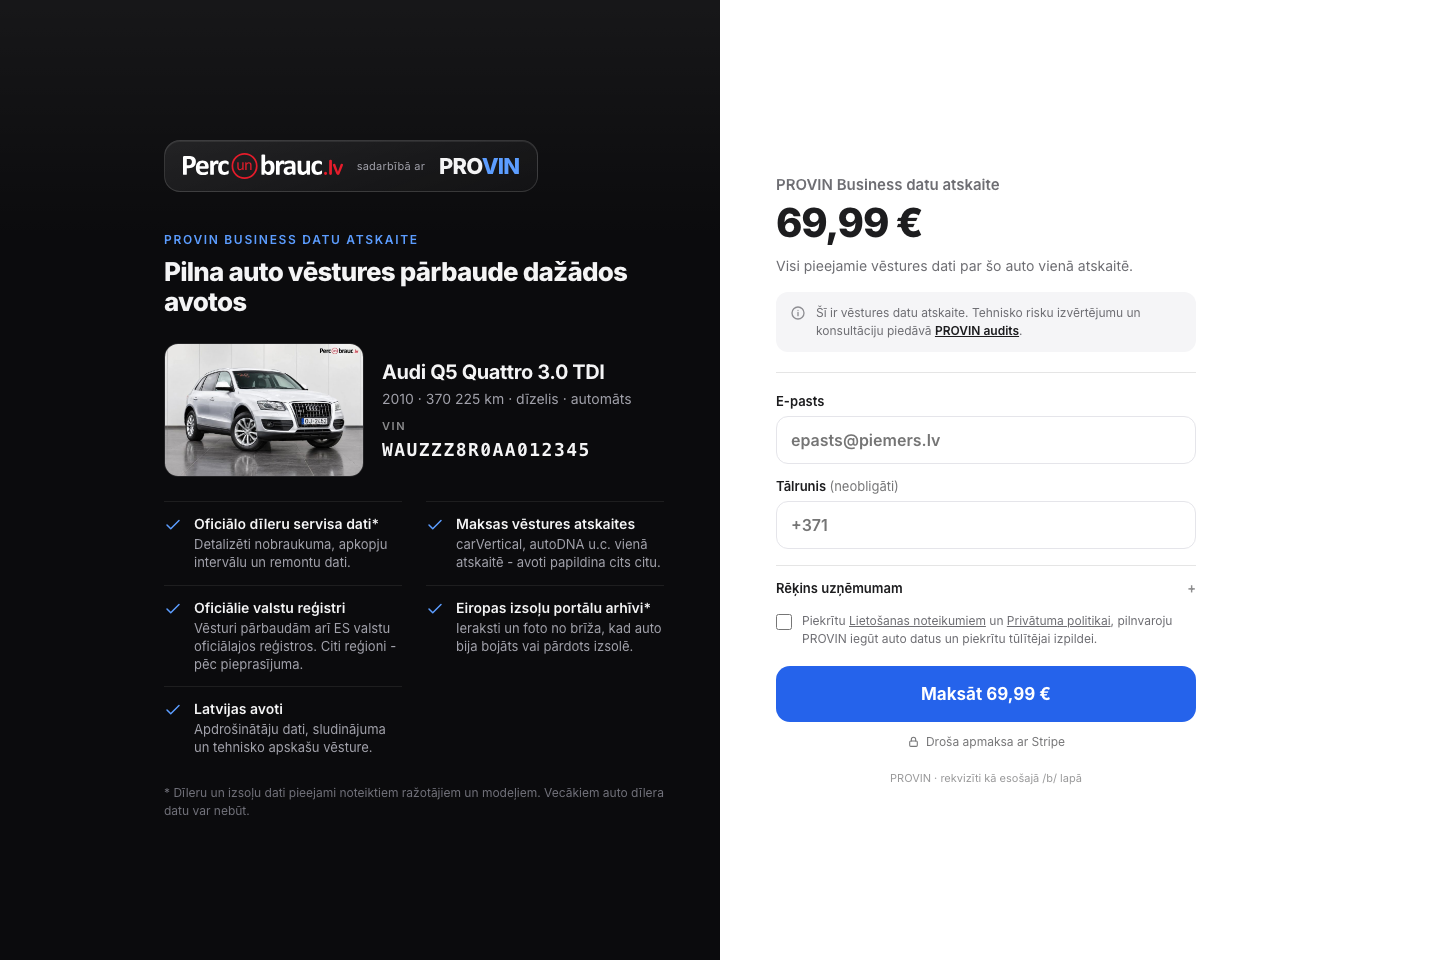 Perc un brauc.lv sadarbībā ar PROVIN
PROVIN BUSINESS DATU ATSKAITE
Pilna auto vēstures pārbaude dažādos
avotos
Perc un brauc.lv
Audi Q5 Quattro 3.0 TDI
2010 · 370 225 km · dīzelis · automāts
VIN
WAUZZZ8R0AA012345
Oficiālo dīleru servisa dati*
Detalizēti nobraukuma, apkopju
intervālu un remontu dati.
Maksas vēstures atskaites
carVertical, autoDNA u.c. vienā
atskaitē - avoti papildina cits citu.
Oficiālie valstu reģistri
Vēsturi pārbaudām arī ES valstu
oficiālajos reģistros. Citi reģioni -
pēc pieprasījuma.
Eiropas izsoļu portālu arhīvi*
Ieraksti un foto no brīža, kad auto
bija bojāts vai pārdots izsolē.
Latvijas avoti
Apdrošinātāju dati, sludinājuma
un tehnisko apskašu vēsture.
* Dīleru un izsoļu dati pieejami noteiktiem ražotājiem un modeļiem. Vecākiem auto dīlera
datu var nebūt.
PROVIN Business datu atskaite
69,99 €
Visi pieejamie vēstures dati par šo auto vienā atskaitē.
Šī ir vēstures datu atskaite. Tehnisko risku izvērtējumu un
konsultāciju piedāvā PROVIN audits.
E-pasts
epasts@piemers.lv
Tālrunis (neobligāti)
+371
Rēķins uzņēmumam +
Piekrītu Lietošanas noteikumiem un Privātuma politikai, pilnvaroju
PROVIN iegūt auto datus un piekrītu tūlītējai izpildei.
Maksāt 69,99 €
Droša apmaksa ar Stripe
PROVIN · rekvizīti kā esošajā /b/ lapā